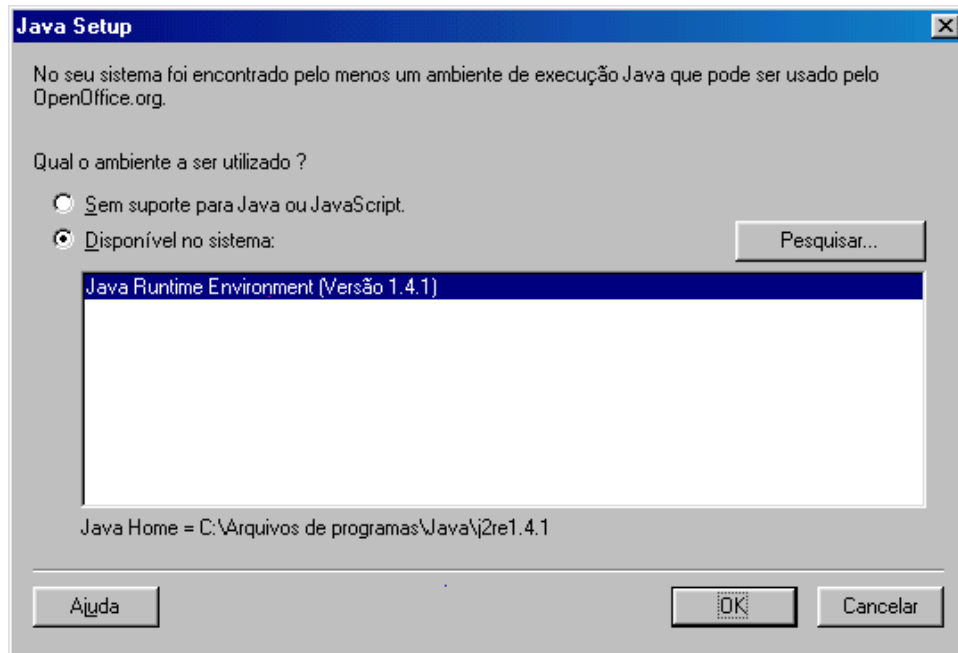 Java Setup
No seu sistema foi encontrado pelo menos um ambiente de execução Java que pode ser usado pelo
OpenOffice.org.
Qual o ambiente a ser utilizado ?
Sem suporte para Java ou JavaScript.
Disponível no sistema:
Pesquisar...
Java Runtime Environment (Versão 1.4.1)
Java Home = C:\Arquivos de programas\Java\j2re1.4.1
Ajuda
OK
Cancelar